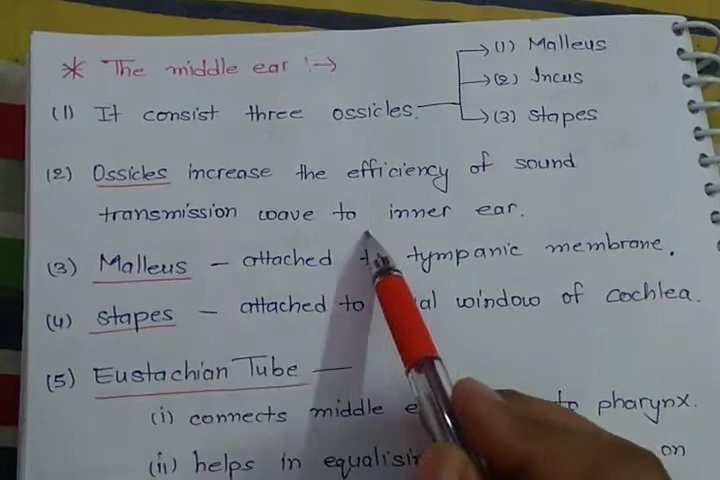 * The middle ear :→
(1) It consist three ossicles.
→(1) Malleus
→(2) Incus
→(3) stapes
(2) Ossicles increase the efficiency of sound
transmission wave to inner ear.
(3) Malleus – attached tympanic membrane.
(4) stapes – attached to window of cochlea.
(5) Eustachian Tube —
(i) connects middle to pharynx.
(ii) helps in on